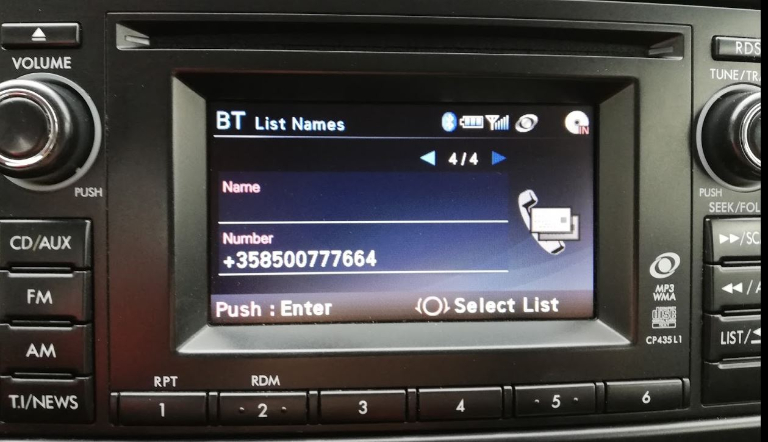 VOLUME
PUSH
CD/AUX
FM
AM
T.I/NEWS
BT List Names
IN
4/4
Name
Number
+358500777664
Push : Enter
Select List
RPT
RDM
1
2
3
4
5
6
MP3
WMA
CP435L1
RDS
TUNE/TR
PUSH
SEEK/FOL
LIST/